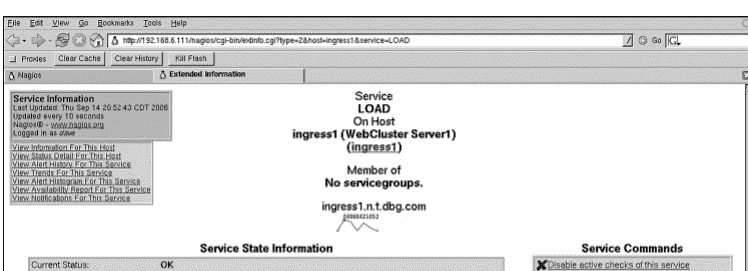 File Edit View Go Bookmarks Tools Help
http://192.168.6.111/nagios/cgi-bin/extinfo.cgi?type=2&host=ingress1&service=LOAD
Go
Proxies Clear Cache Clear History Kill Flash
Nagios
Extended Information
Service Information
Last Updated: Thu Sep 14 20:52:43 CDT 2006
Updated every 10 seconds
Nagios® - www.nagios.org
Logged in as dave
View Information For This Host
View Status Detail For This Host
View Alert History For This Service
View Trends For This Service
View Alert Histogram For This Service
View Availability Report For This Service
View Notifications For This Service
Service
LOAD
On Host
ingress1 (WebCluster Server1)
(ingress1)
Member of
No servicegroups.
ingress1.n.t.dbg.com
Service State Information
Current Status: OK
Service Commands
Disable active checks of this service